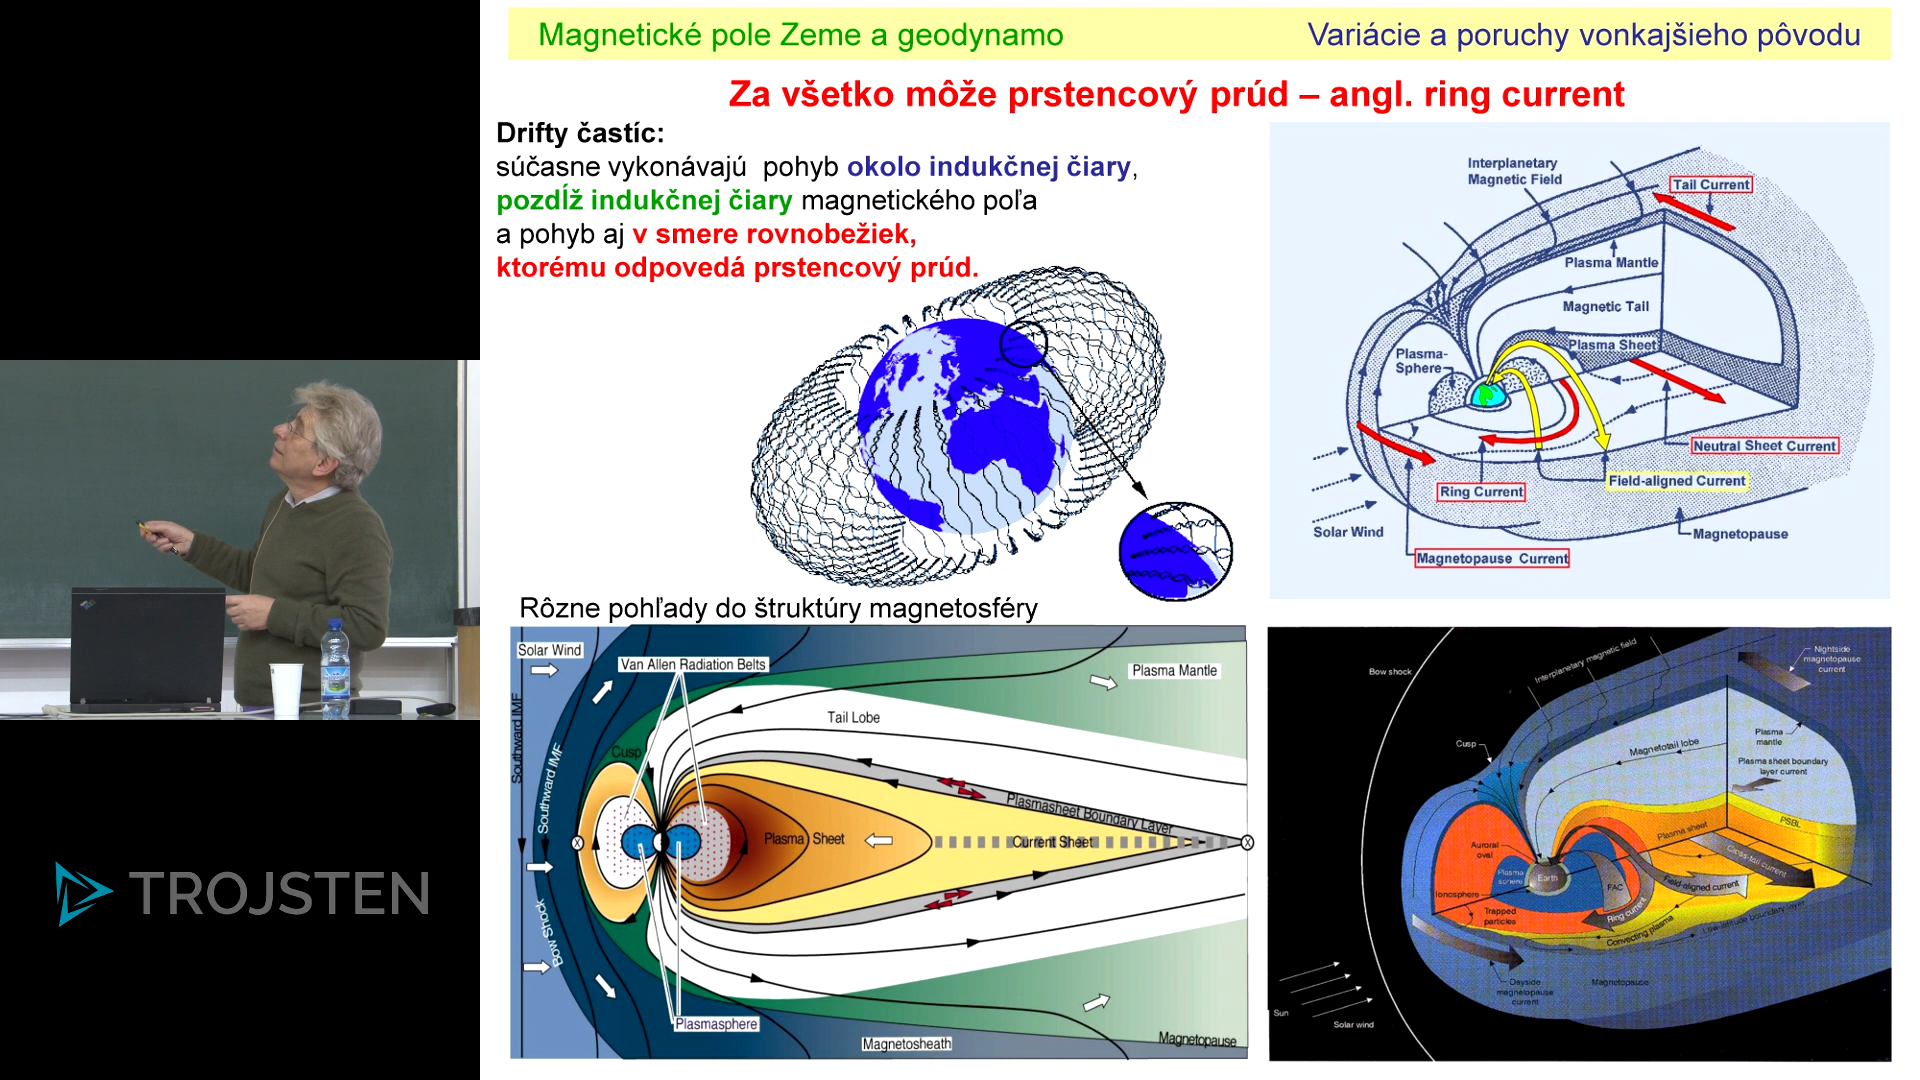 Magnetické pole Zeme a geodynamo
Variácie a poruchy vonkajšieho pôvodu
Za všetko môže prstencový prúd – angl. ring current
Drifty častíc:
súčasne vykonávajú pohyb okolo indukčnej čiary,
pozdĺž indukčnej čiary magnetického poľa
a pohyb aj v smere rovnobežiek,
ktorému odpovedá prstencový prúd.
Interplanetary
Magnetic Field
Tail Current
Plasma Mantle
Magnetic Tail
Plasma Sheet
Plasma-
Sphere
Neutral Sheet Current
Field-aligned Current
Ring Current
Solar Wind
Magnetopause
Magnetopause Current
Rôzne pohľady do štruktúry magnetosféry
Solar Wind
Van Allen Radiation Belts
Plasma Mantle
Southward IMF
Southward IMF
Tail Lobe
Cusp
Plasmasheet Boundary Layer
Plasma Sheet
Current Sheet
X
X
Bow Shock
Plasmasphere
Magnetosheath
Magnetopause
Bow shock
Interplanetary magnetic field
Nightside
magnetopause
current
Cusp
Magnetotail lobe
Plasma
mantle
Plasma sheet boundary
layer current
PSBL
Plasma sheet
Auroral
oval
Plasma
sphere
Earth
Cross-tail current
Field-aligned current
FAC
Ionosphere
Trapped
particles
Ring current
Convecting plasma
Low-latitude boundary layer
Dayside
magnetopause
current
Magnetopause
Sun
Solar wind
TROJSTEN